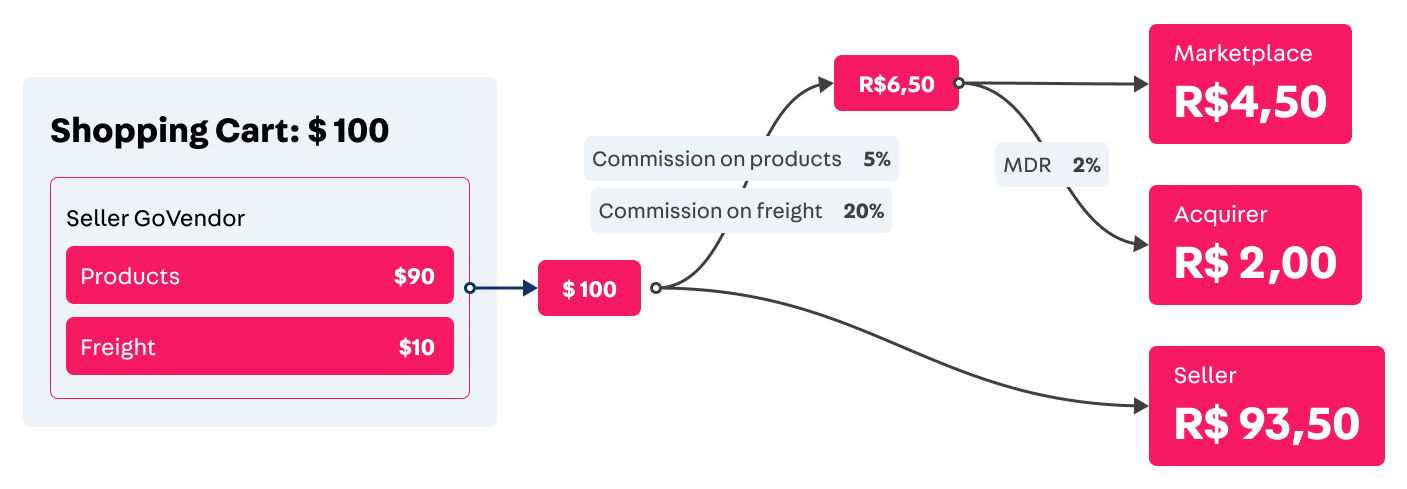 Shopping Cart: $ 100
Seller GoVendor
Products $90
Freight $10
$ 100
Commission on products 5%
Commission on freight 20%
R$6,50
MDR 2%
Marketplace
R$4,50
Acquirer
R$ 2,00
Seller
R$ 93,50